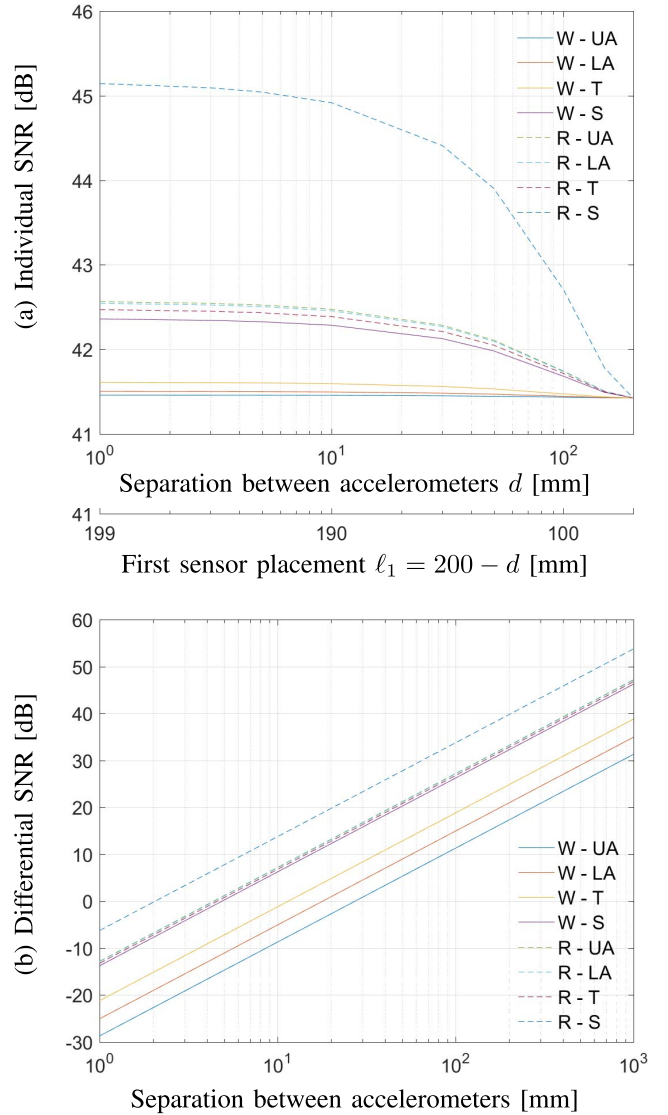 46
45
44
43
42
41
(a) Individual SNR [dB]
W - UA
W - LA
W - T
W - S
R - UA
R - LA
R - T
R - S
10^0
10^1
10^2
Separation between accelerometers d [mm]
41
199
190
100
First sensor placement ℓ₁ = 200 − d [mm]
60
50
40
30
20
10
0
-10
-20
-30
(b) Differential SNR [dB]
W - UA
W - LA
W - T
W - S
R - UA
R - LA
R - T
R - S
10^0
10^1
10^2
10^3
Separation between accelerometers [mm]